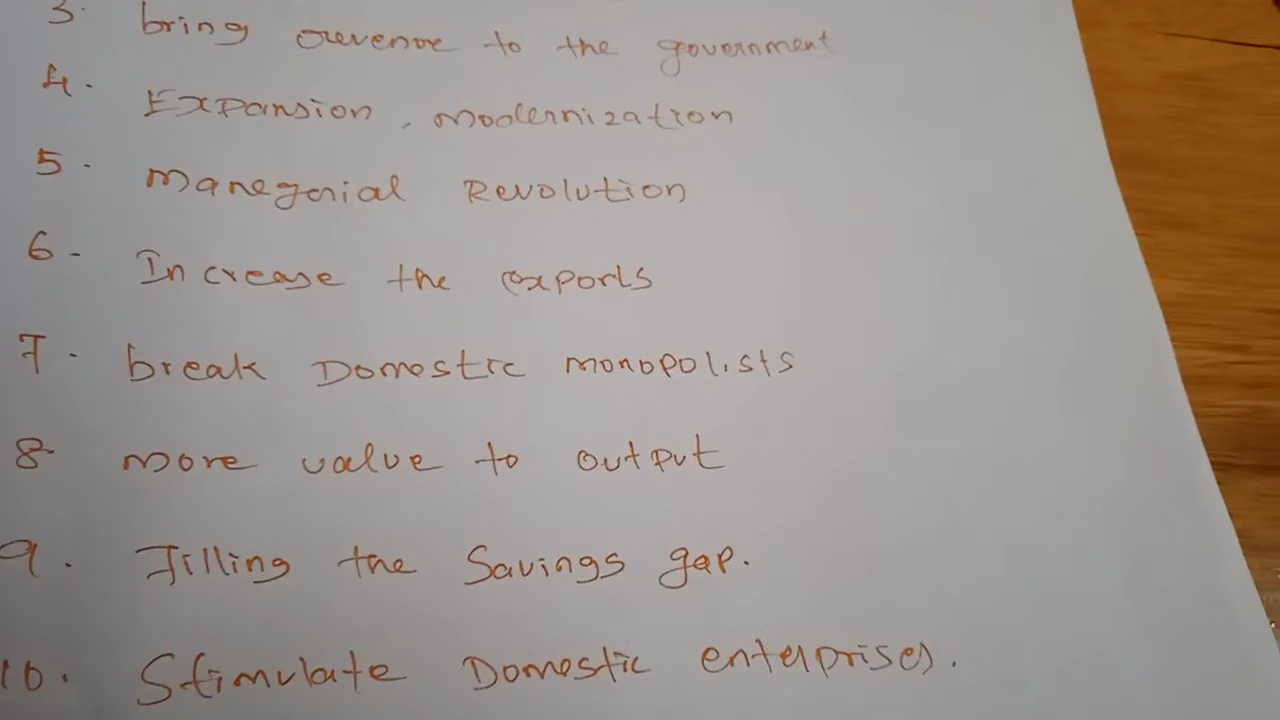 3. bring revenue to the government
4. Expansion, modernization
5. Manegerial Revolution
6. Increase the exports
7. break Domestic monopolists
8. more value to output
9. Filling the Savings gap.
10. Stimulate Domestic enterprises.